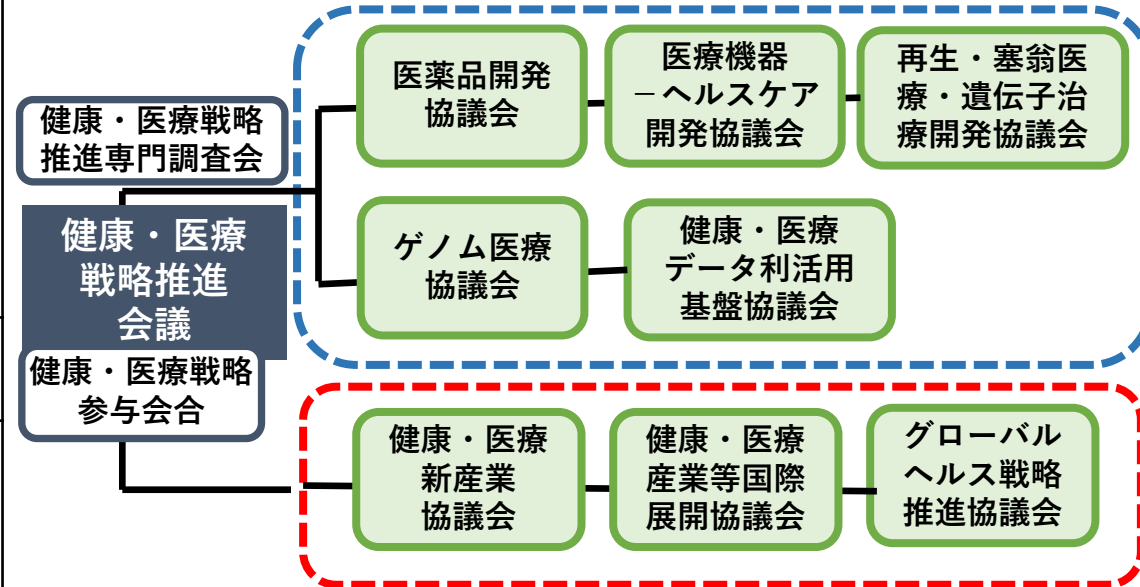 健康・医療戦略
推進専門調査会
健康・医療
戦略推進
会議
健康・医療戦略
参与会合
医薬品開発
協議会
医療機器
－ヘルスケア
開発協議会
再生・塞翁医
療・遺伝子治
療開発協議会
ゲノム医療
協議会
健康・医療
データ利活用
基盤協議会
健康・医療
新産業
協議会
健康・医療
産業等国際
展開協議会
グローバル
ヘルス戦略
推進協議会